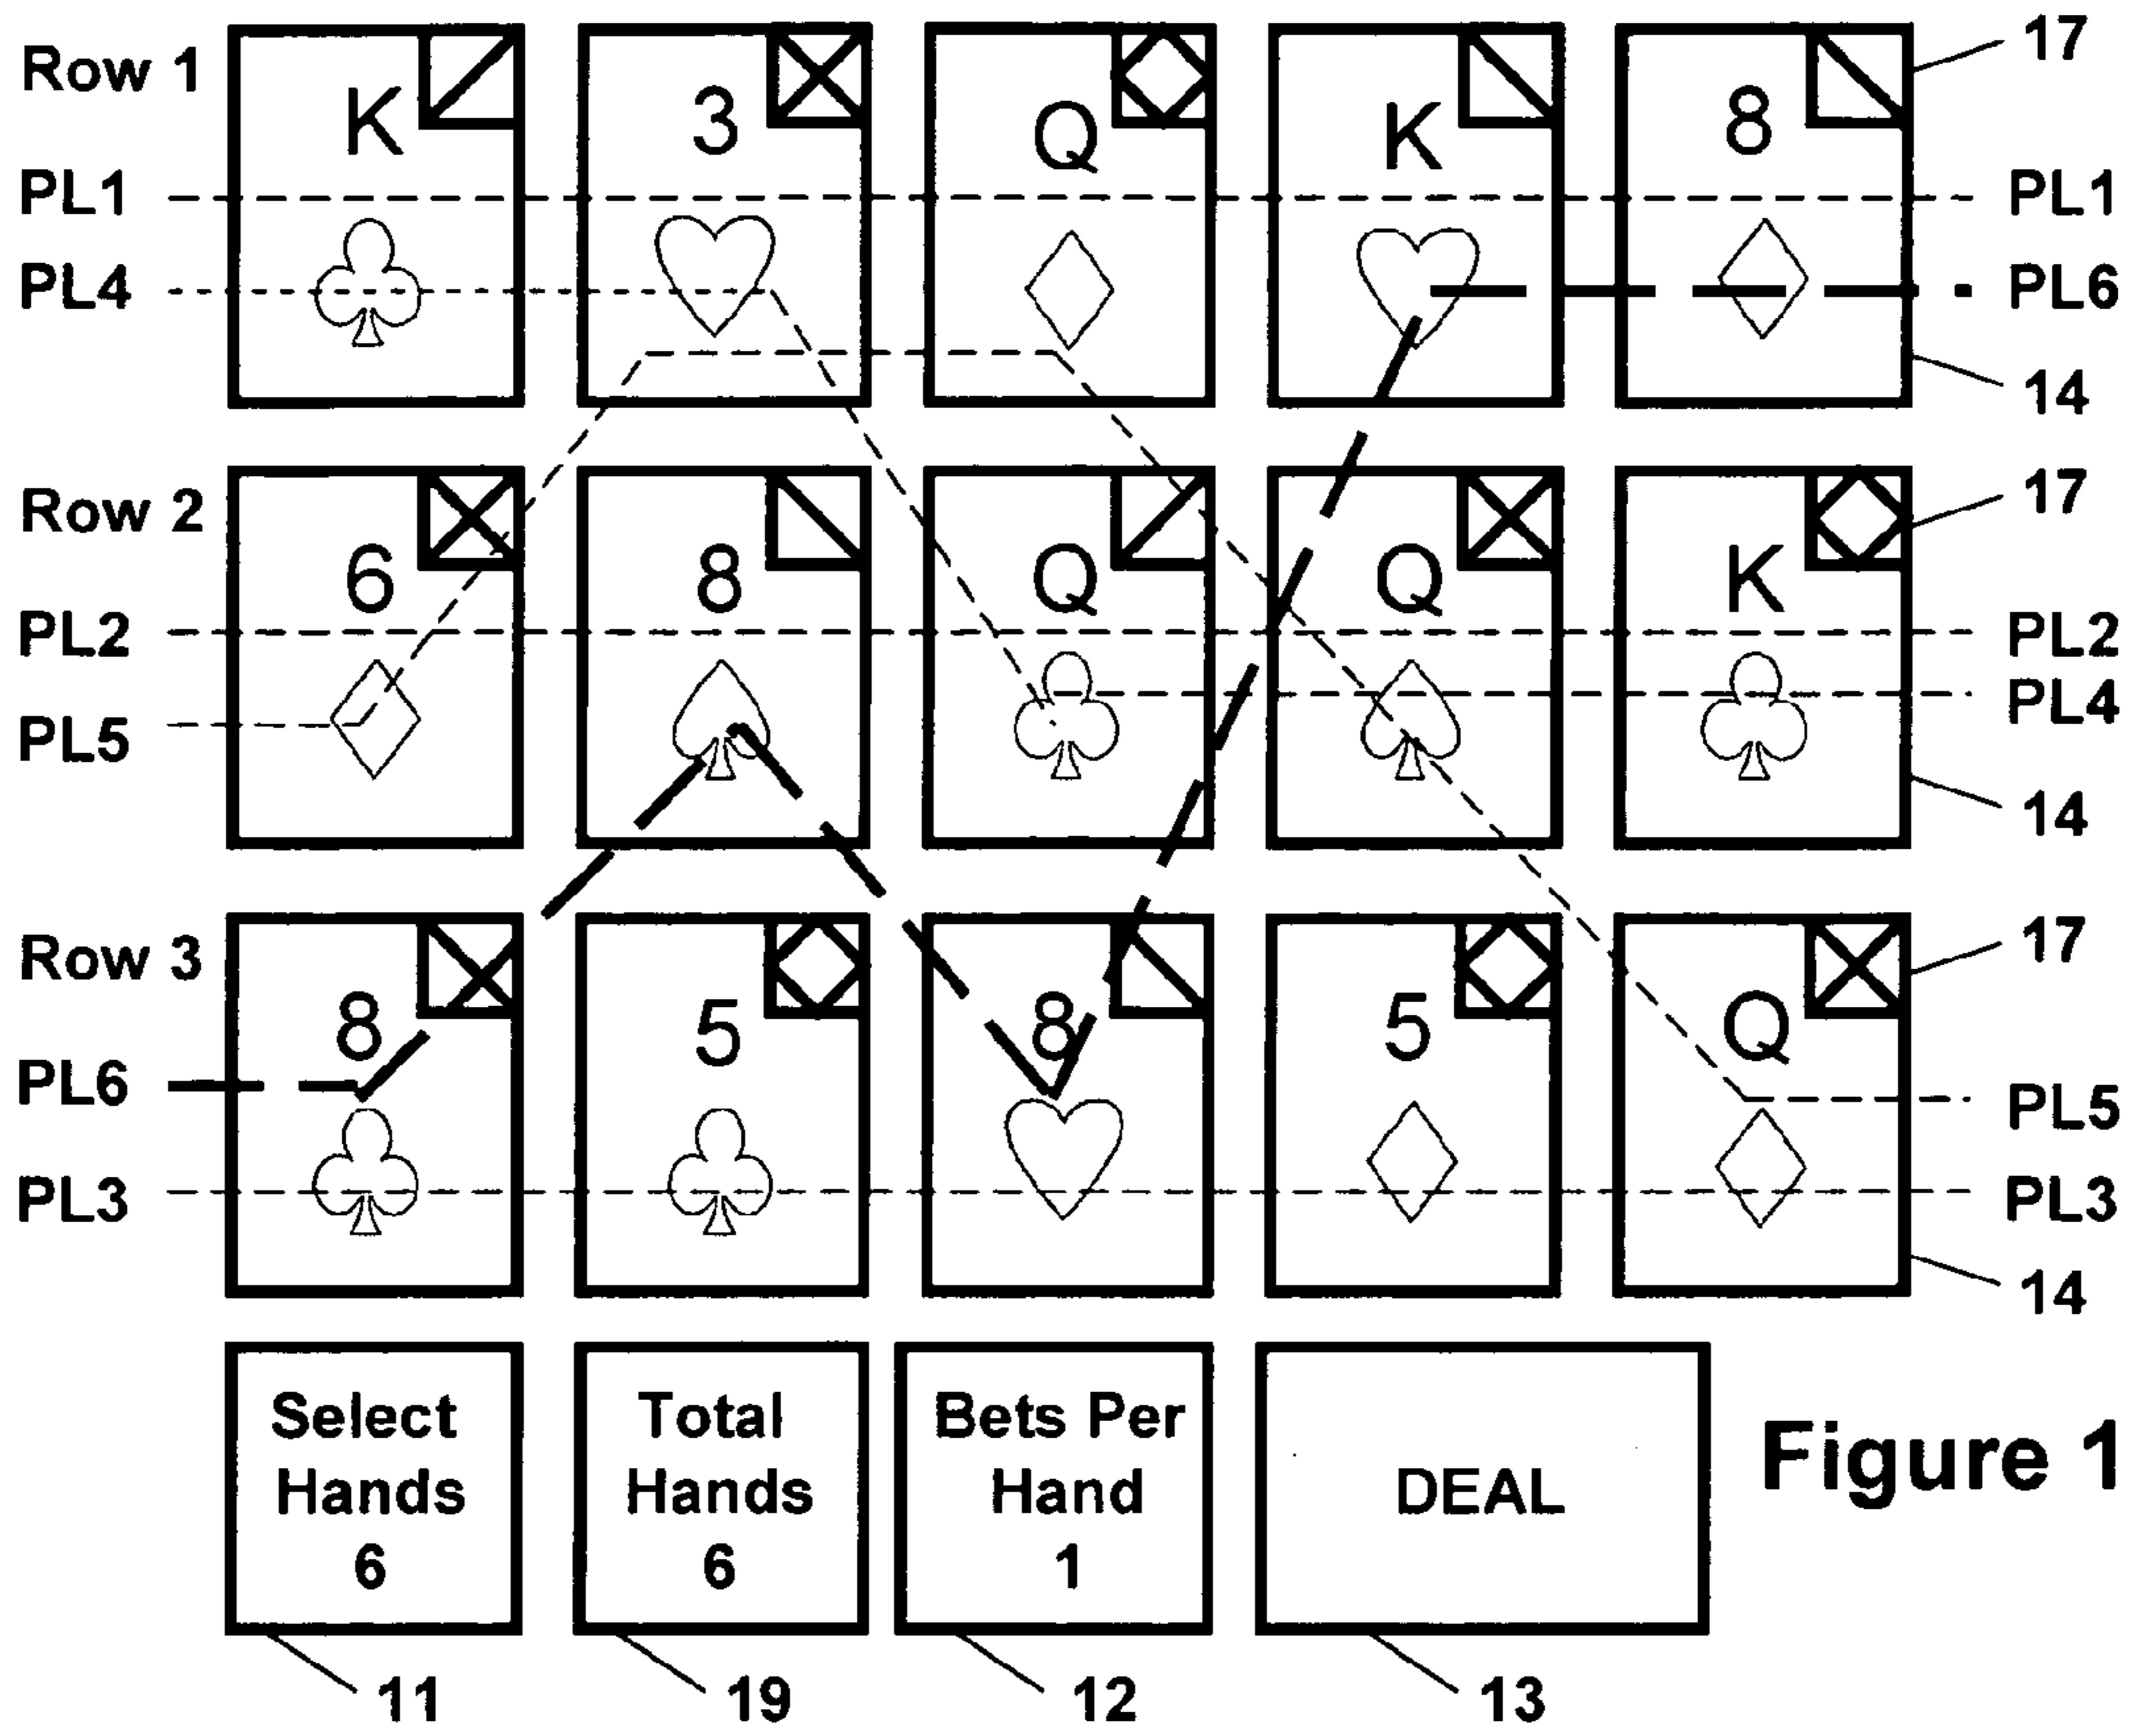 Row 1 K 3 Q K 8 17
PL1 PL1
PL4 PL6
14
Row 2 6 8 Q Q K 17
PL2 PL2
PL4
PL5
14
Row 3 8 5 8 5 Q 17
PL6 PL5
PL3 PL3
14
Select Hands 6
Total Hands 6
Bets Per Hand 1
DEAL
Figure 1
11 19 12 13